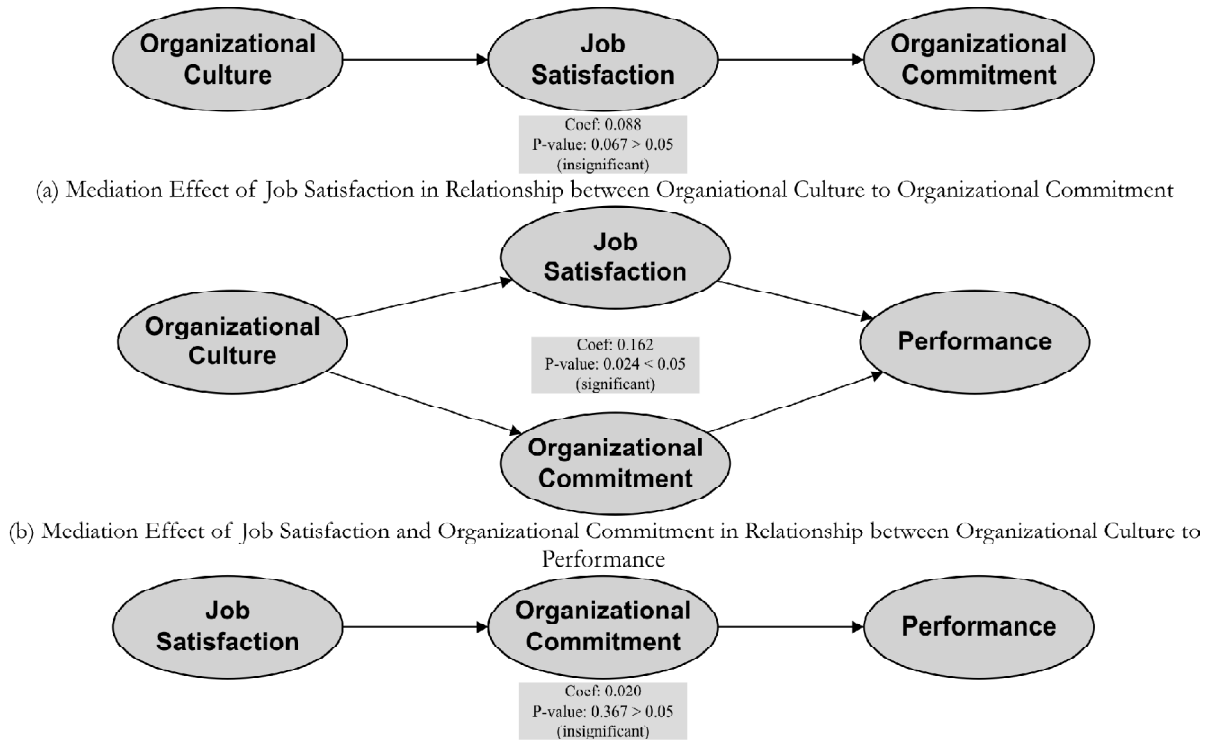 Organizational
Culture
Job
Satisfaction
Organizational
Commitment
Coef: 0.088
P-value: 0.067 > 0.05
(insignificant)
(a) Mediation Effect of Job Satisfaction in Relationship between Organiational Culture to Organizational Commitment
Job
Satisfaction
Organizational
Culture
Coef: 0.162
P-value: 0.024 < 0.05
(significant)
Performance
Organizational
Commitment
(b) Mediation Effect of Job Satisfaction and Organizational Commitment in Relationship between Organizational Culture to
Performance
Job
Satisfaction
Organizational
Commitment
Performance
Coef: 0.020
P-value: 0.367 > 0.05
(insignificant)